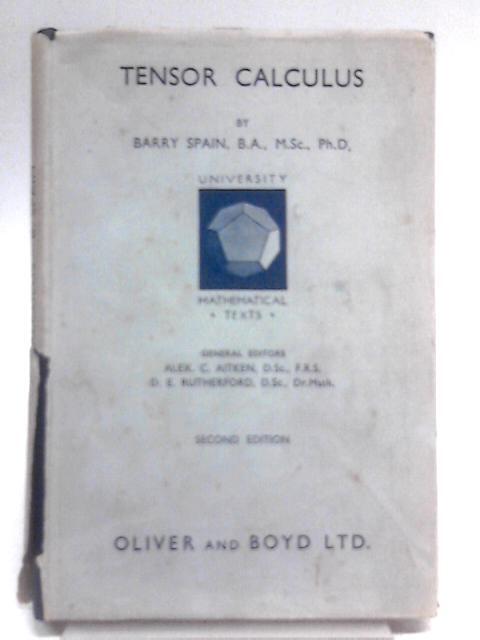 TENSOR CALCULUS
BY
BARRY SPAIN, B.A., M.Sc., Ph.D.
UNIVERSITY
MATHEMATICAL
• TEXTS •
GENERAL EDITORS
ALEX. C. AITKEN, D.Sc., F.R.S.
D. E. RUTHERFORD, D.Sc., Dr.Math.
SECOND EDITION
OLIVER AND BOYD LTD.